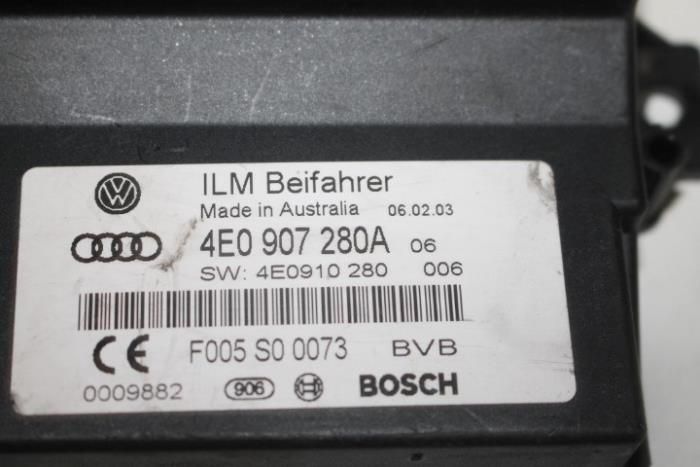 ILM Beifahrer
Made in Australia 06.02.03
4E0 907 280A 06
SW: 4E0910 280 006
CE F005 S0 0073 BVB
0009882 906 BOSCH